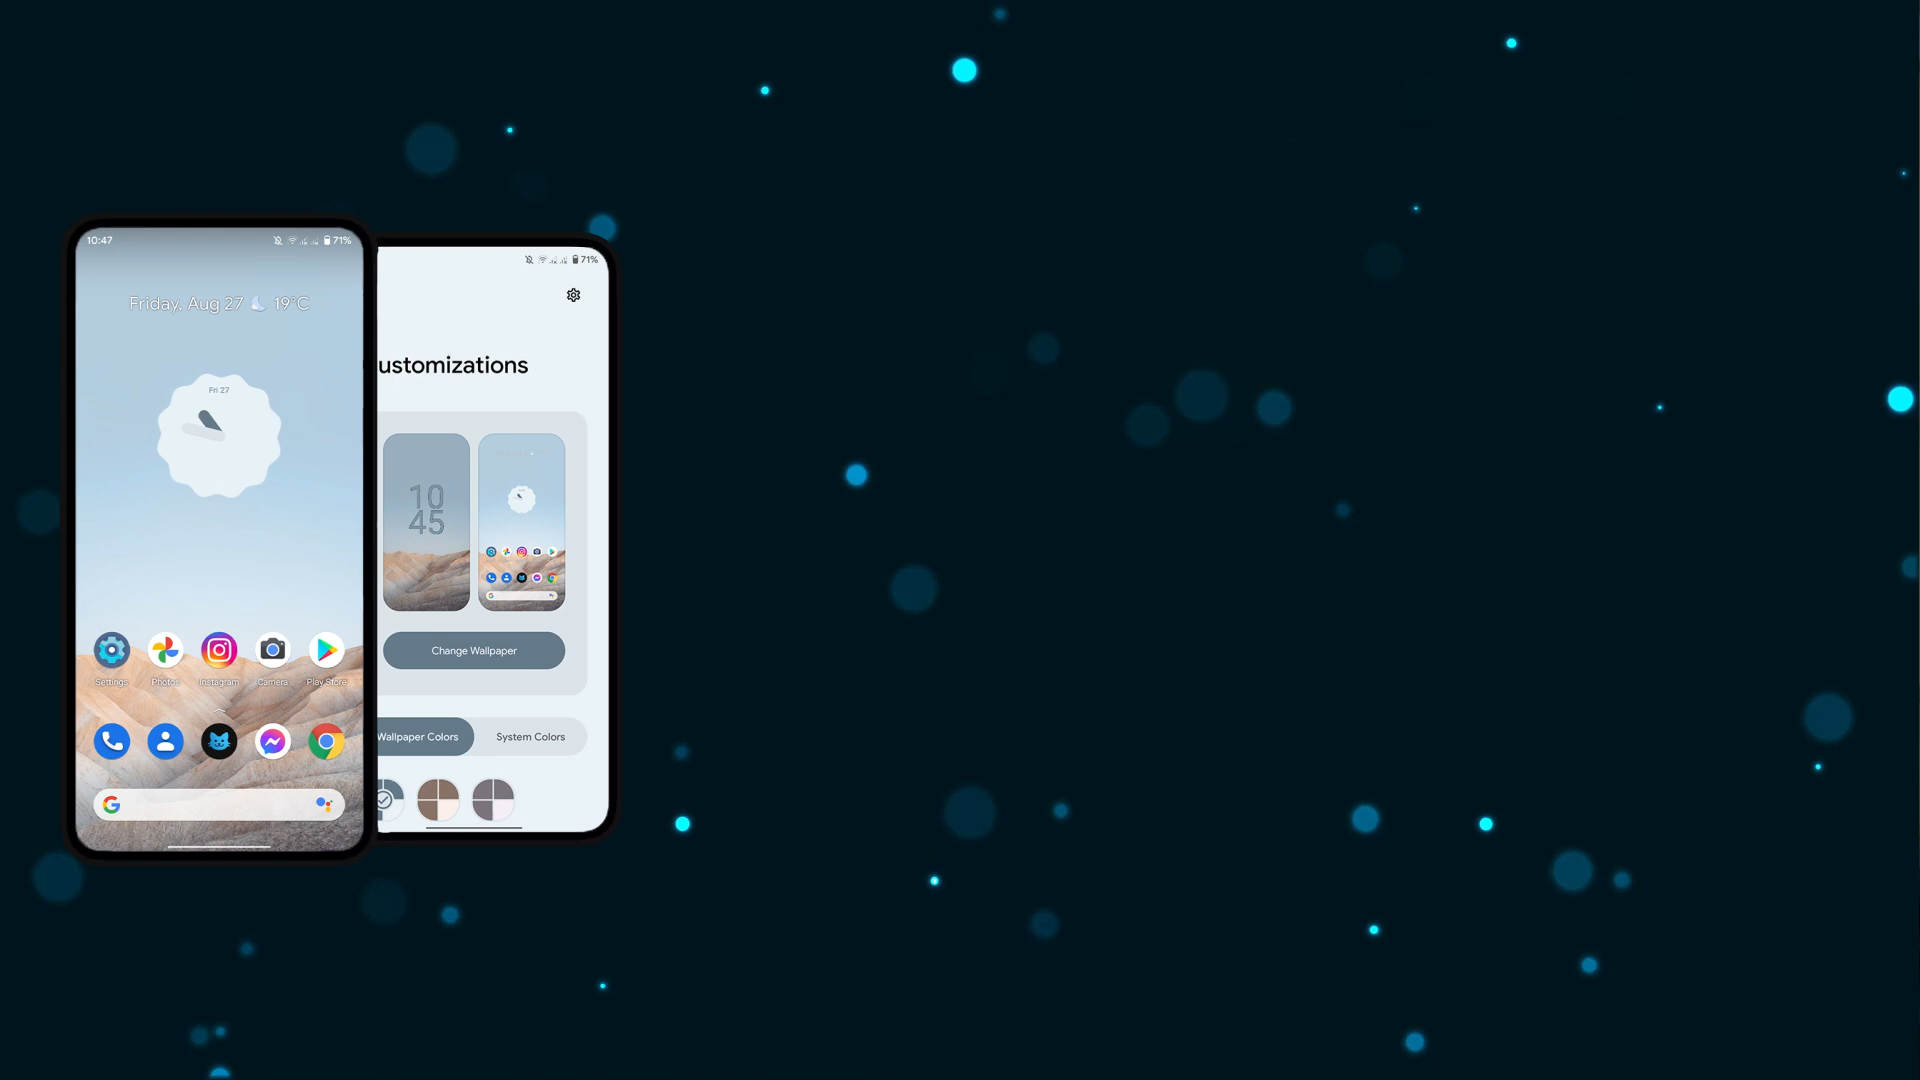 10:47
71%
Friday, Aug 27
19°C
Fri 27
Settings
Photos
Instagram
Camera
Play Store
71%
ustomizations
10
45
Change Wallpaper
Wallpaper Colors
System Colors